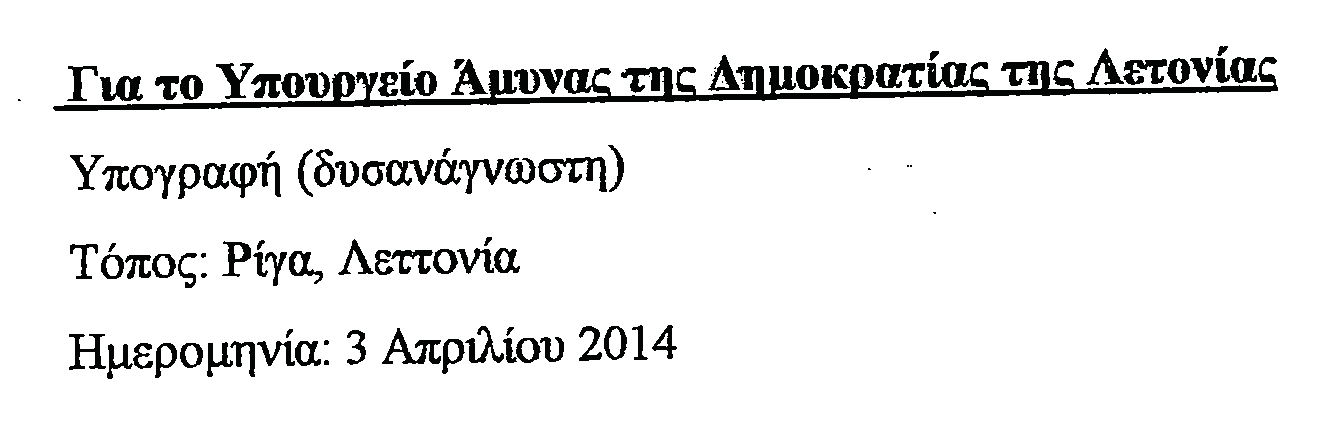 Για το Υπουργείο Άμυνας της Δημοκρατίας της Λετονίας
Υπογραφή (δυσανάγνωστη)
Τόπος: Ρίγα, Λεττονία
Ημερομηνία: 3 Απριλίου 2014